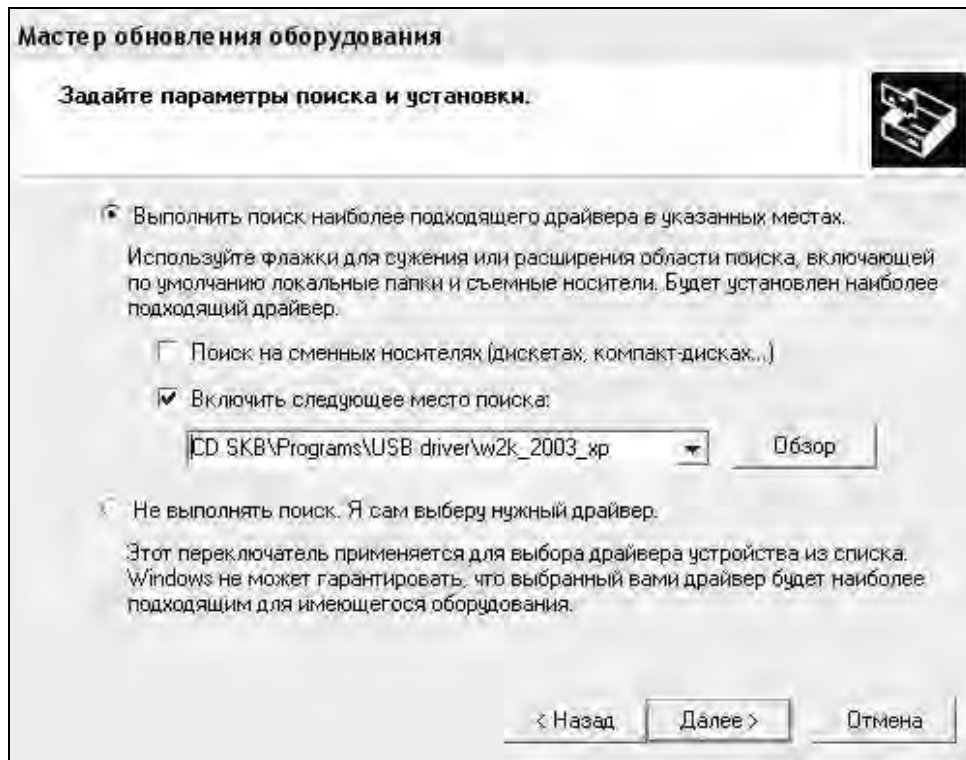 Мастер обновления оборудования
Задайте параметры поиска и установки.
Выполнить поиск наиболее подходящего драйвера в указанных местах.
Используйте флажки для сужения или расширения области поиска, включающей
по умолчанию локальные папки и съемные носители. Будет установлен наиболее
подходящий драйвер.
Поиск на сменных носителях (дискетах, компакт-дисках...)
Включить следующее место поиска:
CD SKB\Programs\USB driver\w2k_2003_xp
Обзор
Не выполнять поиск. Я сам выберу нужный драйвер.
Этот переключатель применяется для выбора драйвера устройства из списка.
Windows не может гарантировать, что выбранный вами драйвер будет наиболее
подходящим для имеющегося оборудования.
< Назад Далее > Отмена